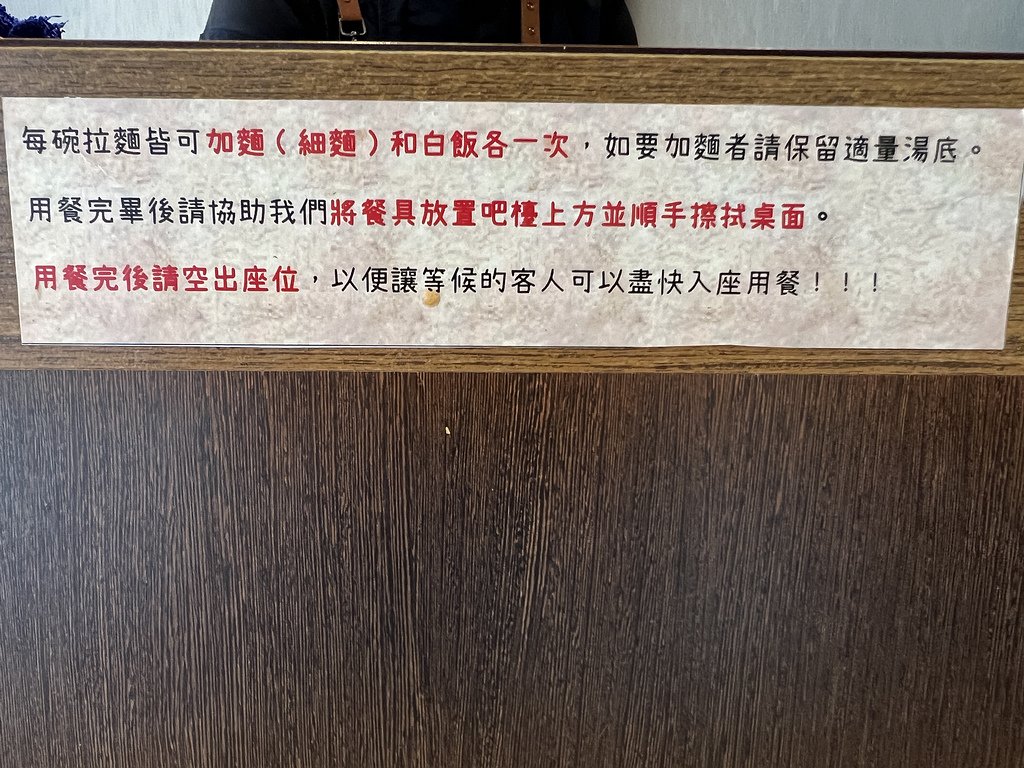 每碗拉麵皆可加麵(細麵)和白飯各一次,如要加麵者請保留適量湯底。
用餐完畢後請協助我們將餐具放置吧檯上方並順手擦拭桌面。
用餐完後請空出座位,以便讓等候的客人可以盡快入座用餐!!!